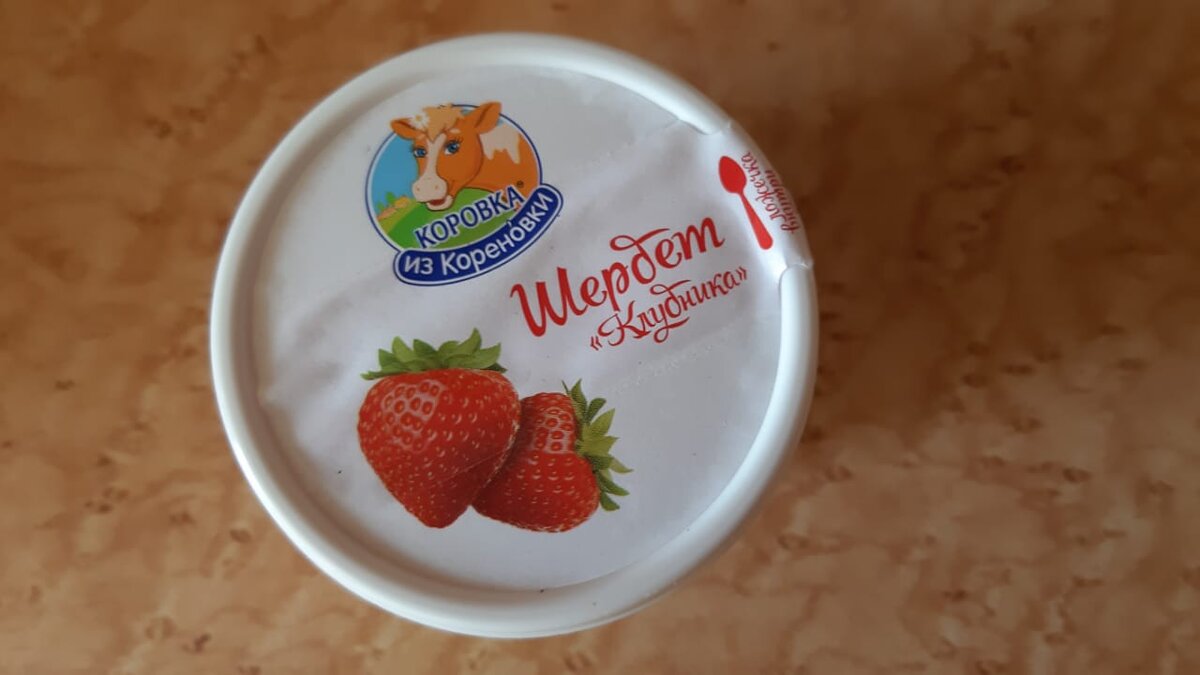 КОРОВКА
из Кореновки
Шербет
«Клубника»
ложечка
внутри